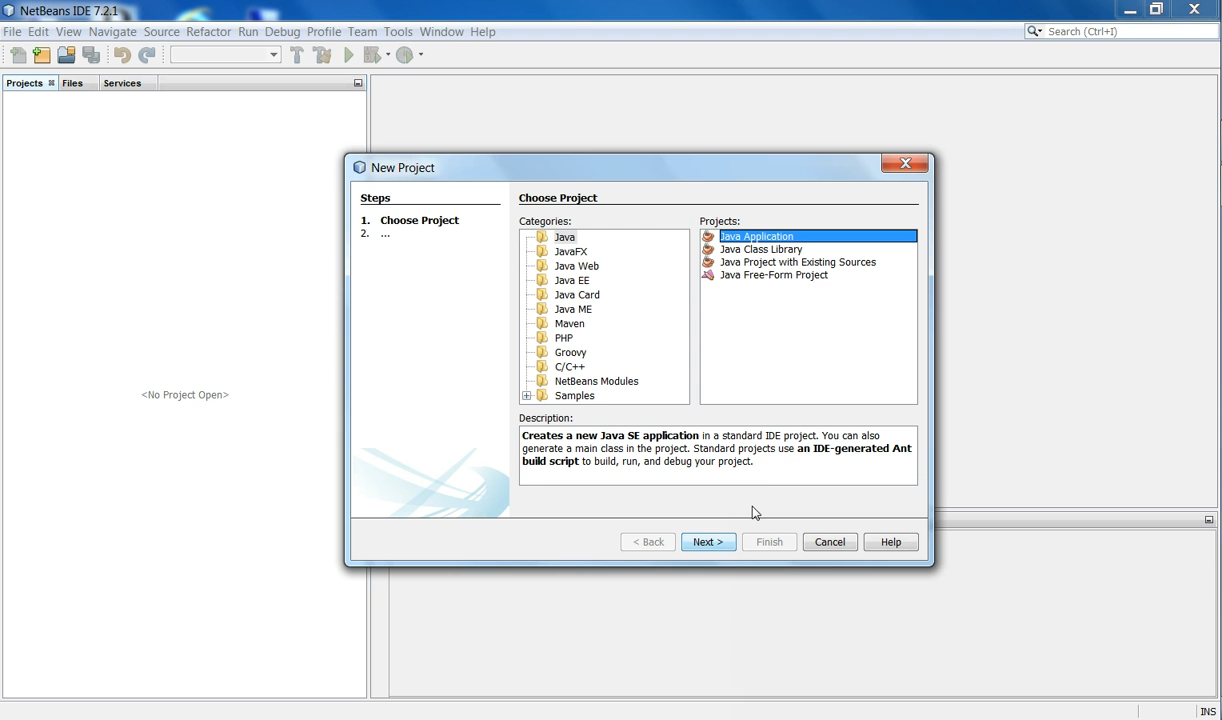 NetBeans IDE 7.2.1
File Edit View Navigate Source Refactor Run Debug Profile Team Tools Window Help
Search (Ctrl+I)
Projects Files Services
<No Project Open>
New Project
Steps
1. Choose Project
2. ...
Choose Project
Categories:
Java
JavaFX
Java Web
Java EE
Java Card
Java ME
Maven
PHP
Groovy
C/C++
NetBeans Modules
Samples
Projects:
Java Application
Java Class Library
Java Project with Existing Sources
Java Free-Form Project
Description:
Creates a new Java SE application in a standard IDE project. You can also
generate a main class in the project. Standard projects use an IDE-generated Ant
build script to build, run, and debug your project.
< Back Next > Finish Cancel Help
INS